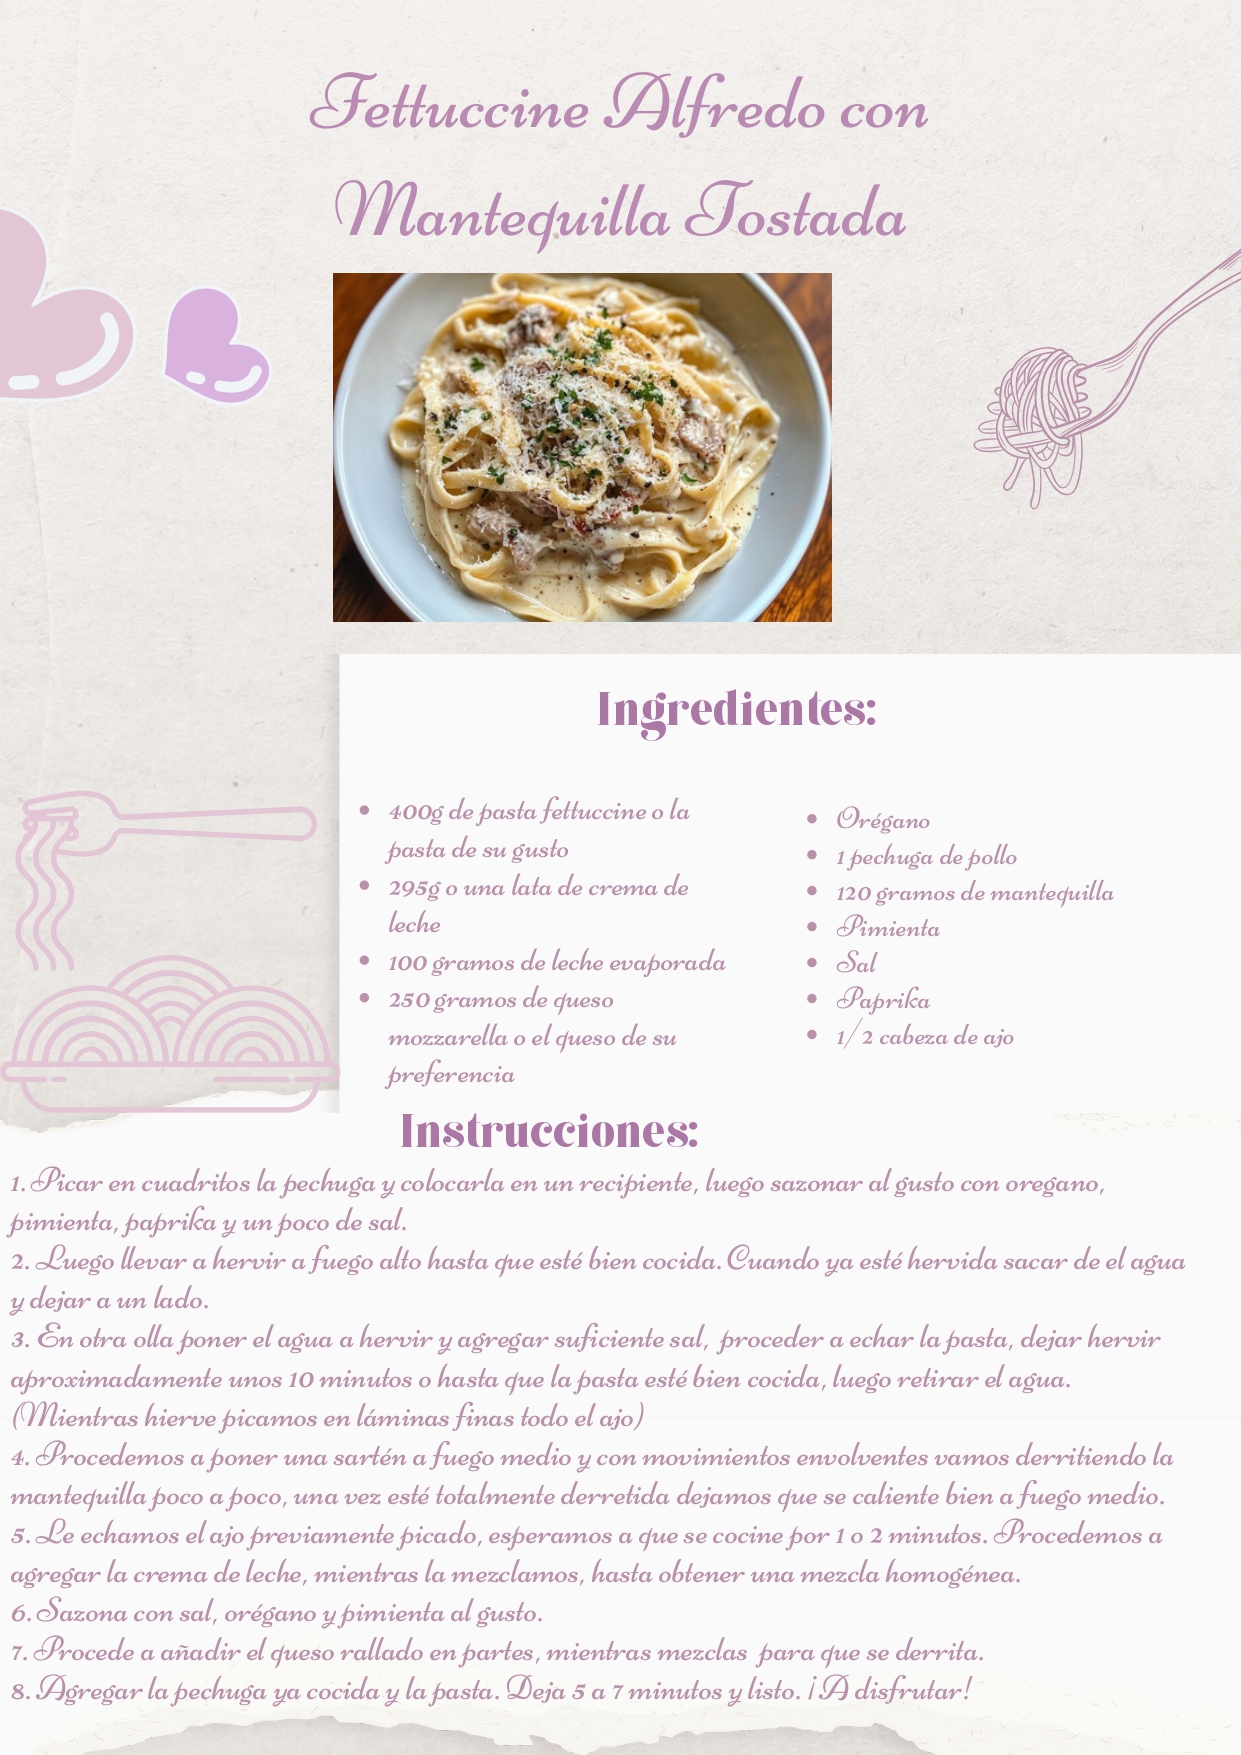 Fettuccine Alfredo con
Mantequilla Tostada
Ingredientes:
• 400g de pasta fettuccine o la
pasta de su gusto
• 295g o una lata de crema de
leche
• 100 gramos de leche evaporada
• 250 gramos de queso
mozzarella o el queso de su
preferencia
• Orégano
• 1 pechuga de pollo
• 120 gramos de mantequilla
• Pimienta
• Sal
• Paprika
• 1/2 cabeza de ajo
Instrucciones:
1. Picar en cuadritos la pechuga y colocarla en un recipiente, luego sazonar al gusto con oregano,
pimienta, paprika y un poco de sal.
2. Luego llevar a hervir a fuego alto hasta que esté bien cocida. Cuando ya esté hervida sacar de el agua
y dejar a un lado.
3. En otra olla poner el agua a hervir y agregar suficiente sal, proceder a echar la pasta, dejar hervir
aproximadamente unos 10 minutos o hasta que la pasta esté bien cocida, luego retirar el agua.
(Mientras hierve picamos en láminas finas todo el ajo)
4. Procedemos a poner una sartén a fuego medio y con movimientos envolventes vamos derritiendo la
mantequilla poco a poco, una vez esté totalmente derretida dejamos que se caliente bien a fuego medio.
5. Le echamos el ajo previamente picado, esperamos a que se cocine por 1 o 2 minutos. Procedemos a
agregar la crema de leche, mientras la mezclamos, hasta obtener una mezcla homogénea.
6. Sazona con sal, orégano y pimienta al gusto.
7. Procede a añadir el queso rallado en partes, mientras mezclas para que se derrita.
8. Agregar la pechuga ya cocida y la pasta. Deja 5 a 7 minutos y listo. ¡A disfrutar!